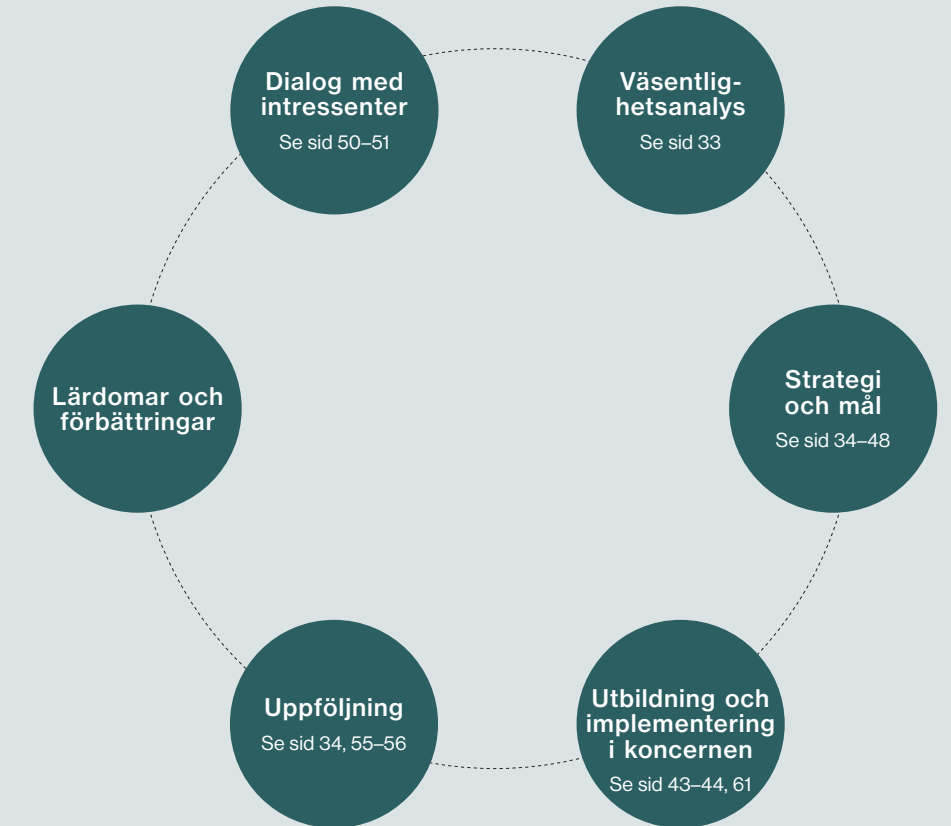 Dialog med
intressenter
Se sid 50–51
Väsentlig-
hetsanalys
Se sid 33
Strategi
och mål
Se sid 34–48
Utbildning och
implementering
i koncernen
Se sid 43–44, 61
Uppföljning
Se sid 34, 55–56
Lärdomar och
förbättringar